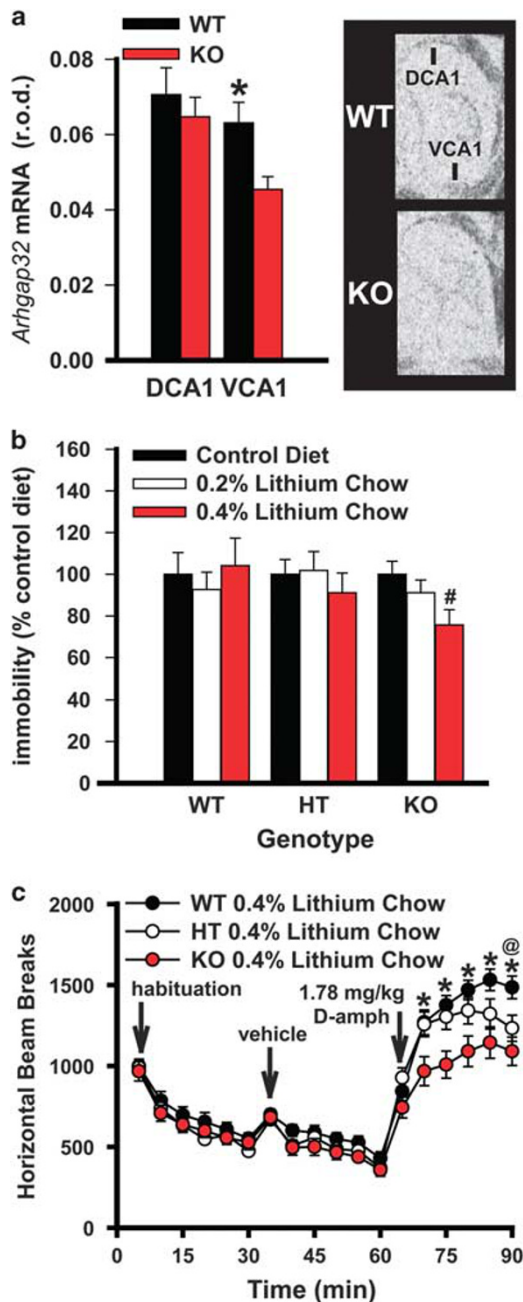 a
WT
KO
*
Arhgap32 mRNA (r.o.d.)
0.08
0.06
0.04
0.02
0.00
DCA1 VCA1
WT
DCA1
VCA1
KO
b
Control Diet
0.2% Lithium Chow
0.4% Lithium Chow
immobility (% control diet)
160
140
120
100
80
60
40
20
0
#
WT HT KO
Genotype
c
WT 0.4% Lithium Chow
HT 0.4% Lithium Chow
KO 0.4% Lithium Chow
habituation
vehicle
1.78 mg/kg
D-amph
@
* * * * *
Horizontal Beam Breaks
2000
1500
1000
500
0
0 15 30 45 60 75 90
Time (min)